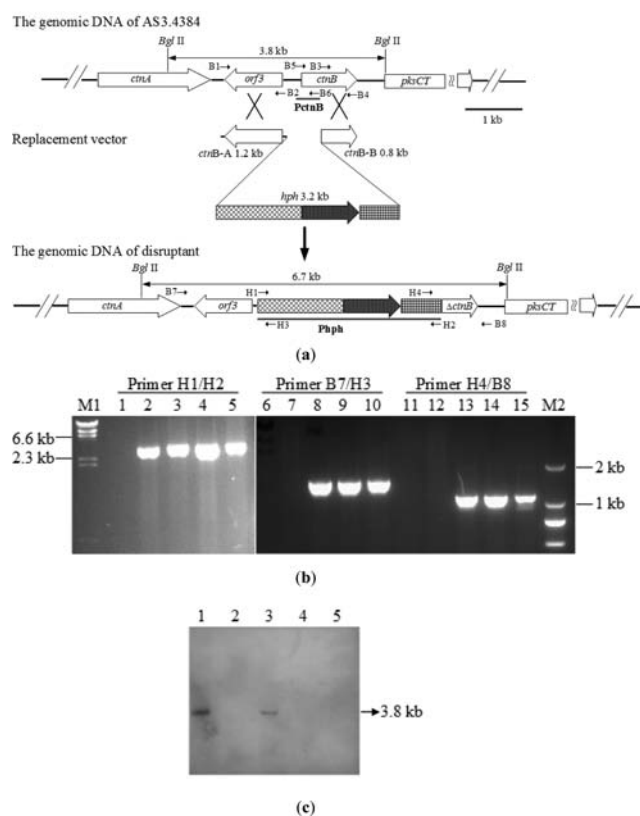 The genomic DNA of AS3.4384
Bgl II 3.8 kb Bgl II
B1 B5 B3
ctnA orf3 ctnB pksCT
B2 B6 B4
PctnB
1 kb
Replacement vector
ctnB-A 1.2 kb ctnB-B 0.8 kb
hph 3.2 kb
The genomic DNA of disruptant
Bgl II 6.7 kb Bgl II
B7 H1 H4
ctnA orf3 ΔctnB pksCT
H3 Phph H2 B8
(a)
Primer H1/H2 Primer B7/H3 Primer H4/B8
M1 1 2 3 4 5 6 7 8 9 10 11 12 13 14 15 M2
6.6 kb
2.3 kb
2 kb
1 kb
(b)
1 2 3 4 5
3.8 kb
(c)